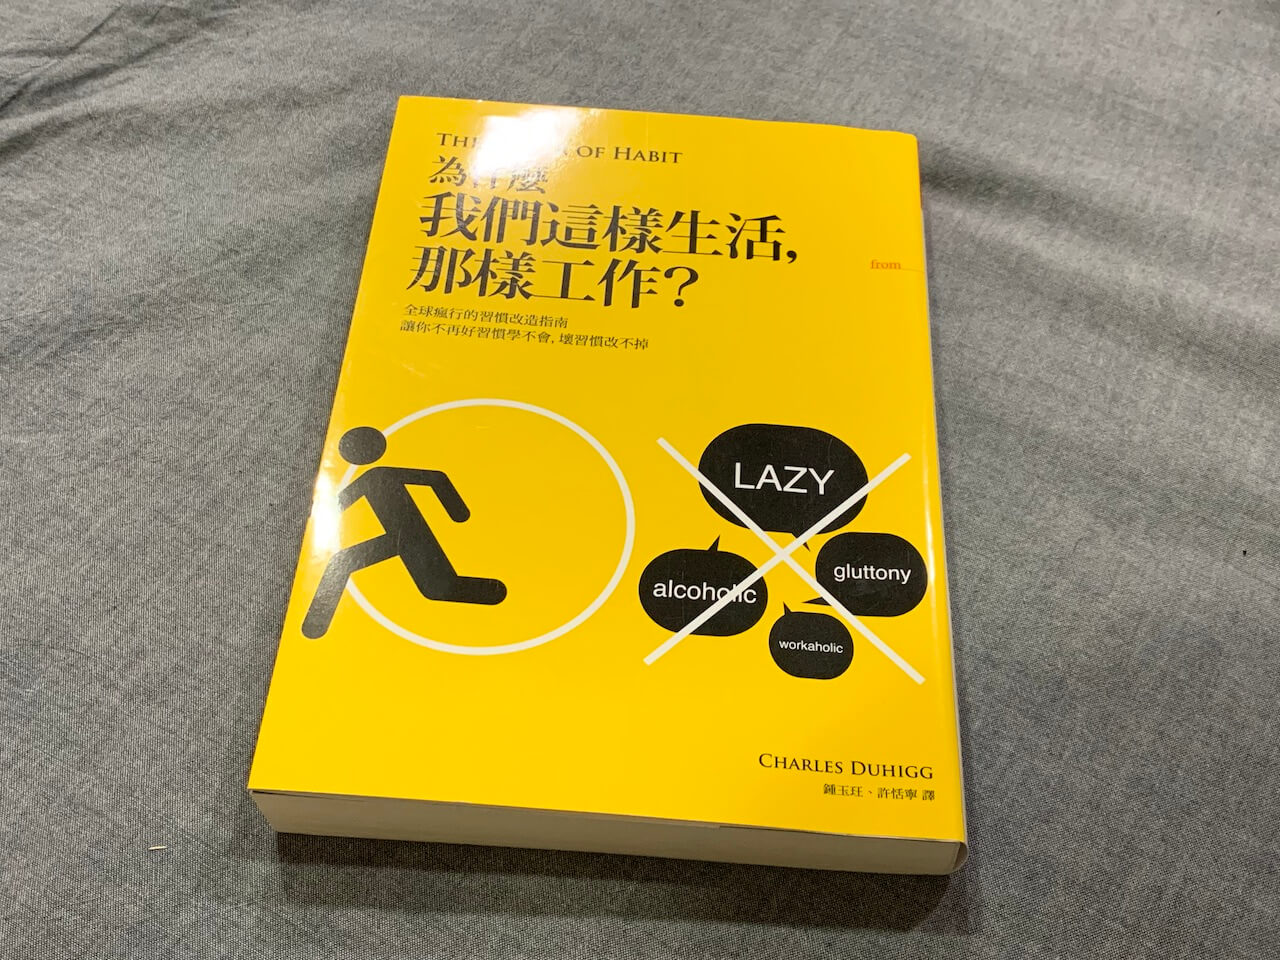 THE OF HABIT
為什麼
我們這樣生活,
那樣工作?
from
全球瘋行的習慣改造指南
讓你不再好習慣學不會, 壞習慣改不掉
LAZY
gluttony
alcoholic
workaholic
CHARLES DUHIGG
鍾玉玨、許恬寧 譯